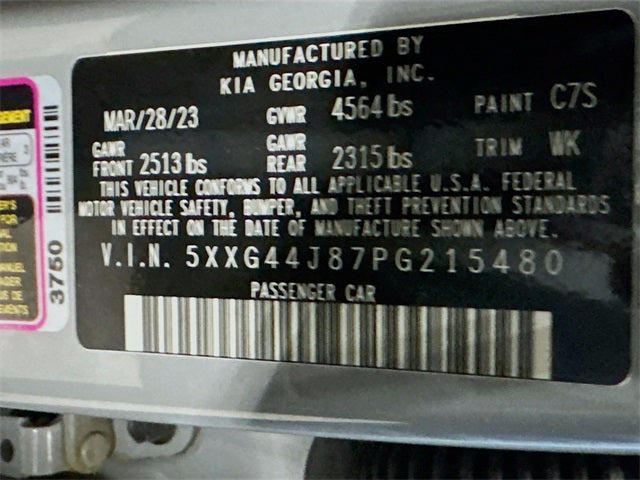 MANUFACTURED BY
KIA GEORGIA, INC.
MAR/28/23 GVWR 4564 lbs PAINT C7S
GAWR FRONT 2513 lbs GAWR REAR 2315 lbs TRIM WK
THIS VEHICLE CONFORMS TO ALL APPLICABLE U.S.A. FEDERAL
MOTOR VEHICLE SAFETY, BUMPER, AND THEFT PREVENTION STANDARDS
IN EFFECT ON THE DATE OF MANUFACTURE SHOWN ABOVE.
V.I.N. 5XXG44J87PG215480
PASSENGER CAR
3750